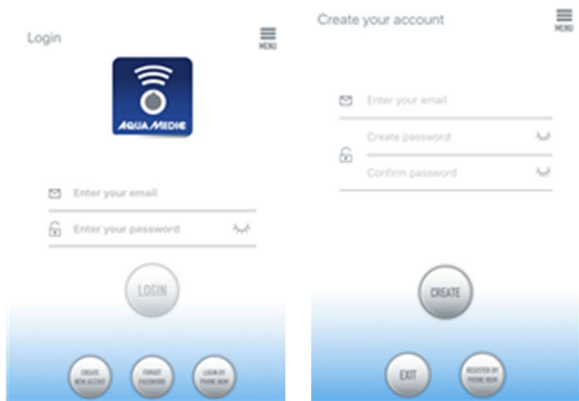 Login
MENU
AQUA MEDIC
Enter your email
Enter your password
LOGIN
CREATE
NEW ACCONT
FORGOT
PASSWORD
LOGIN BY
PHONE NUM
Create your account
MENU
Enter your email
Create password
Confirm password
CREATE
EXIT
REGISTER BY
PHONE NUM